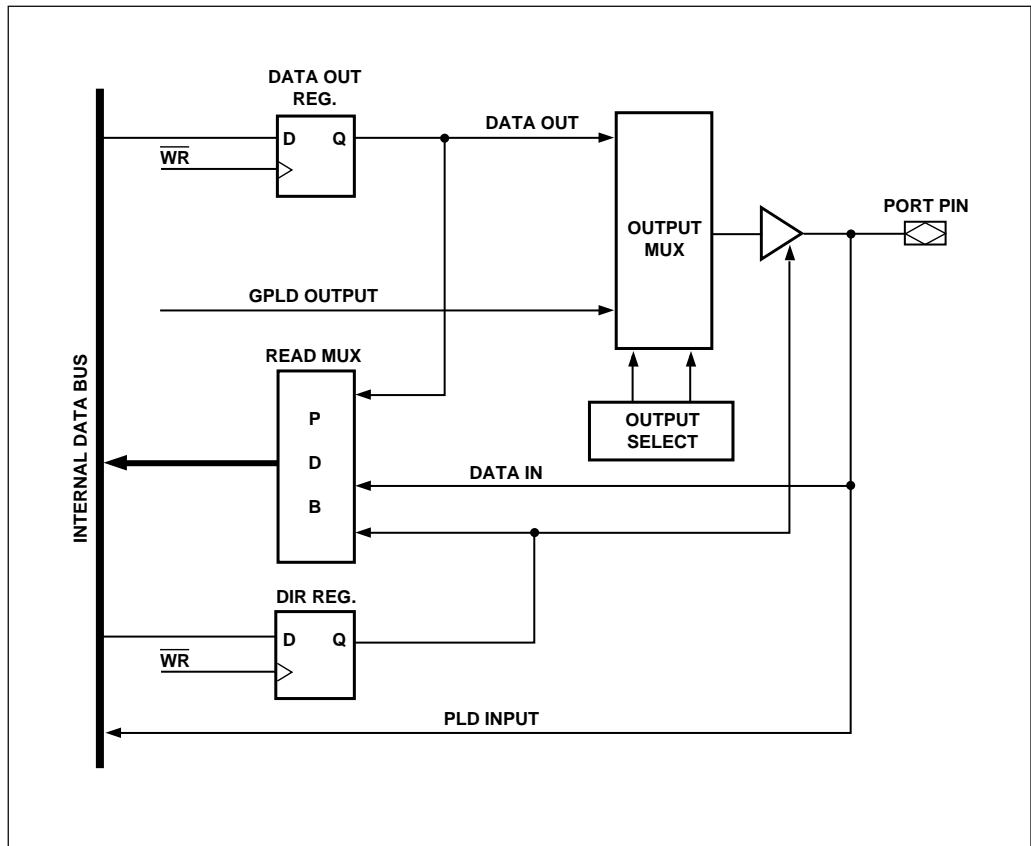 DATA OUT
REG.
D Q
WR
DATA OUT
PORT PIN
OUTPUT
MUX
GPLD OUTPUT
READ MUX
P
D
B
OUTPUT
SELECT
DATA IN
INTERNAL DATA BUS
DIR REG.
D Q
WR
PLD INPUT